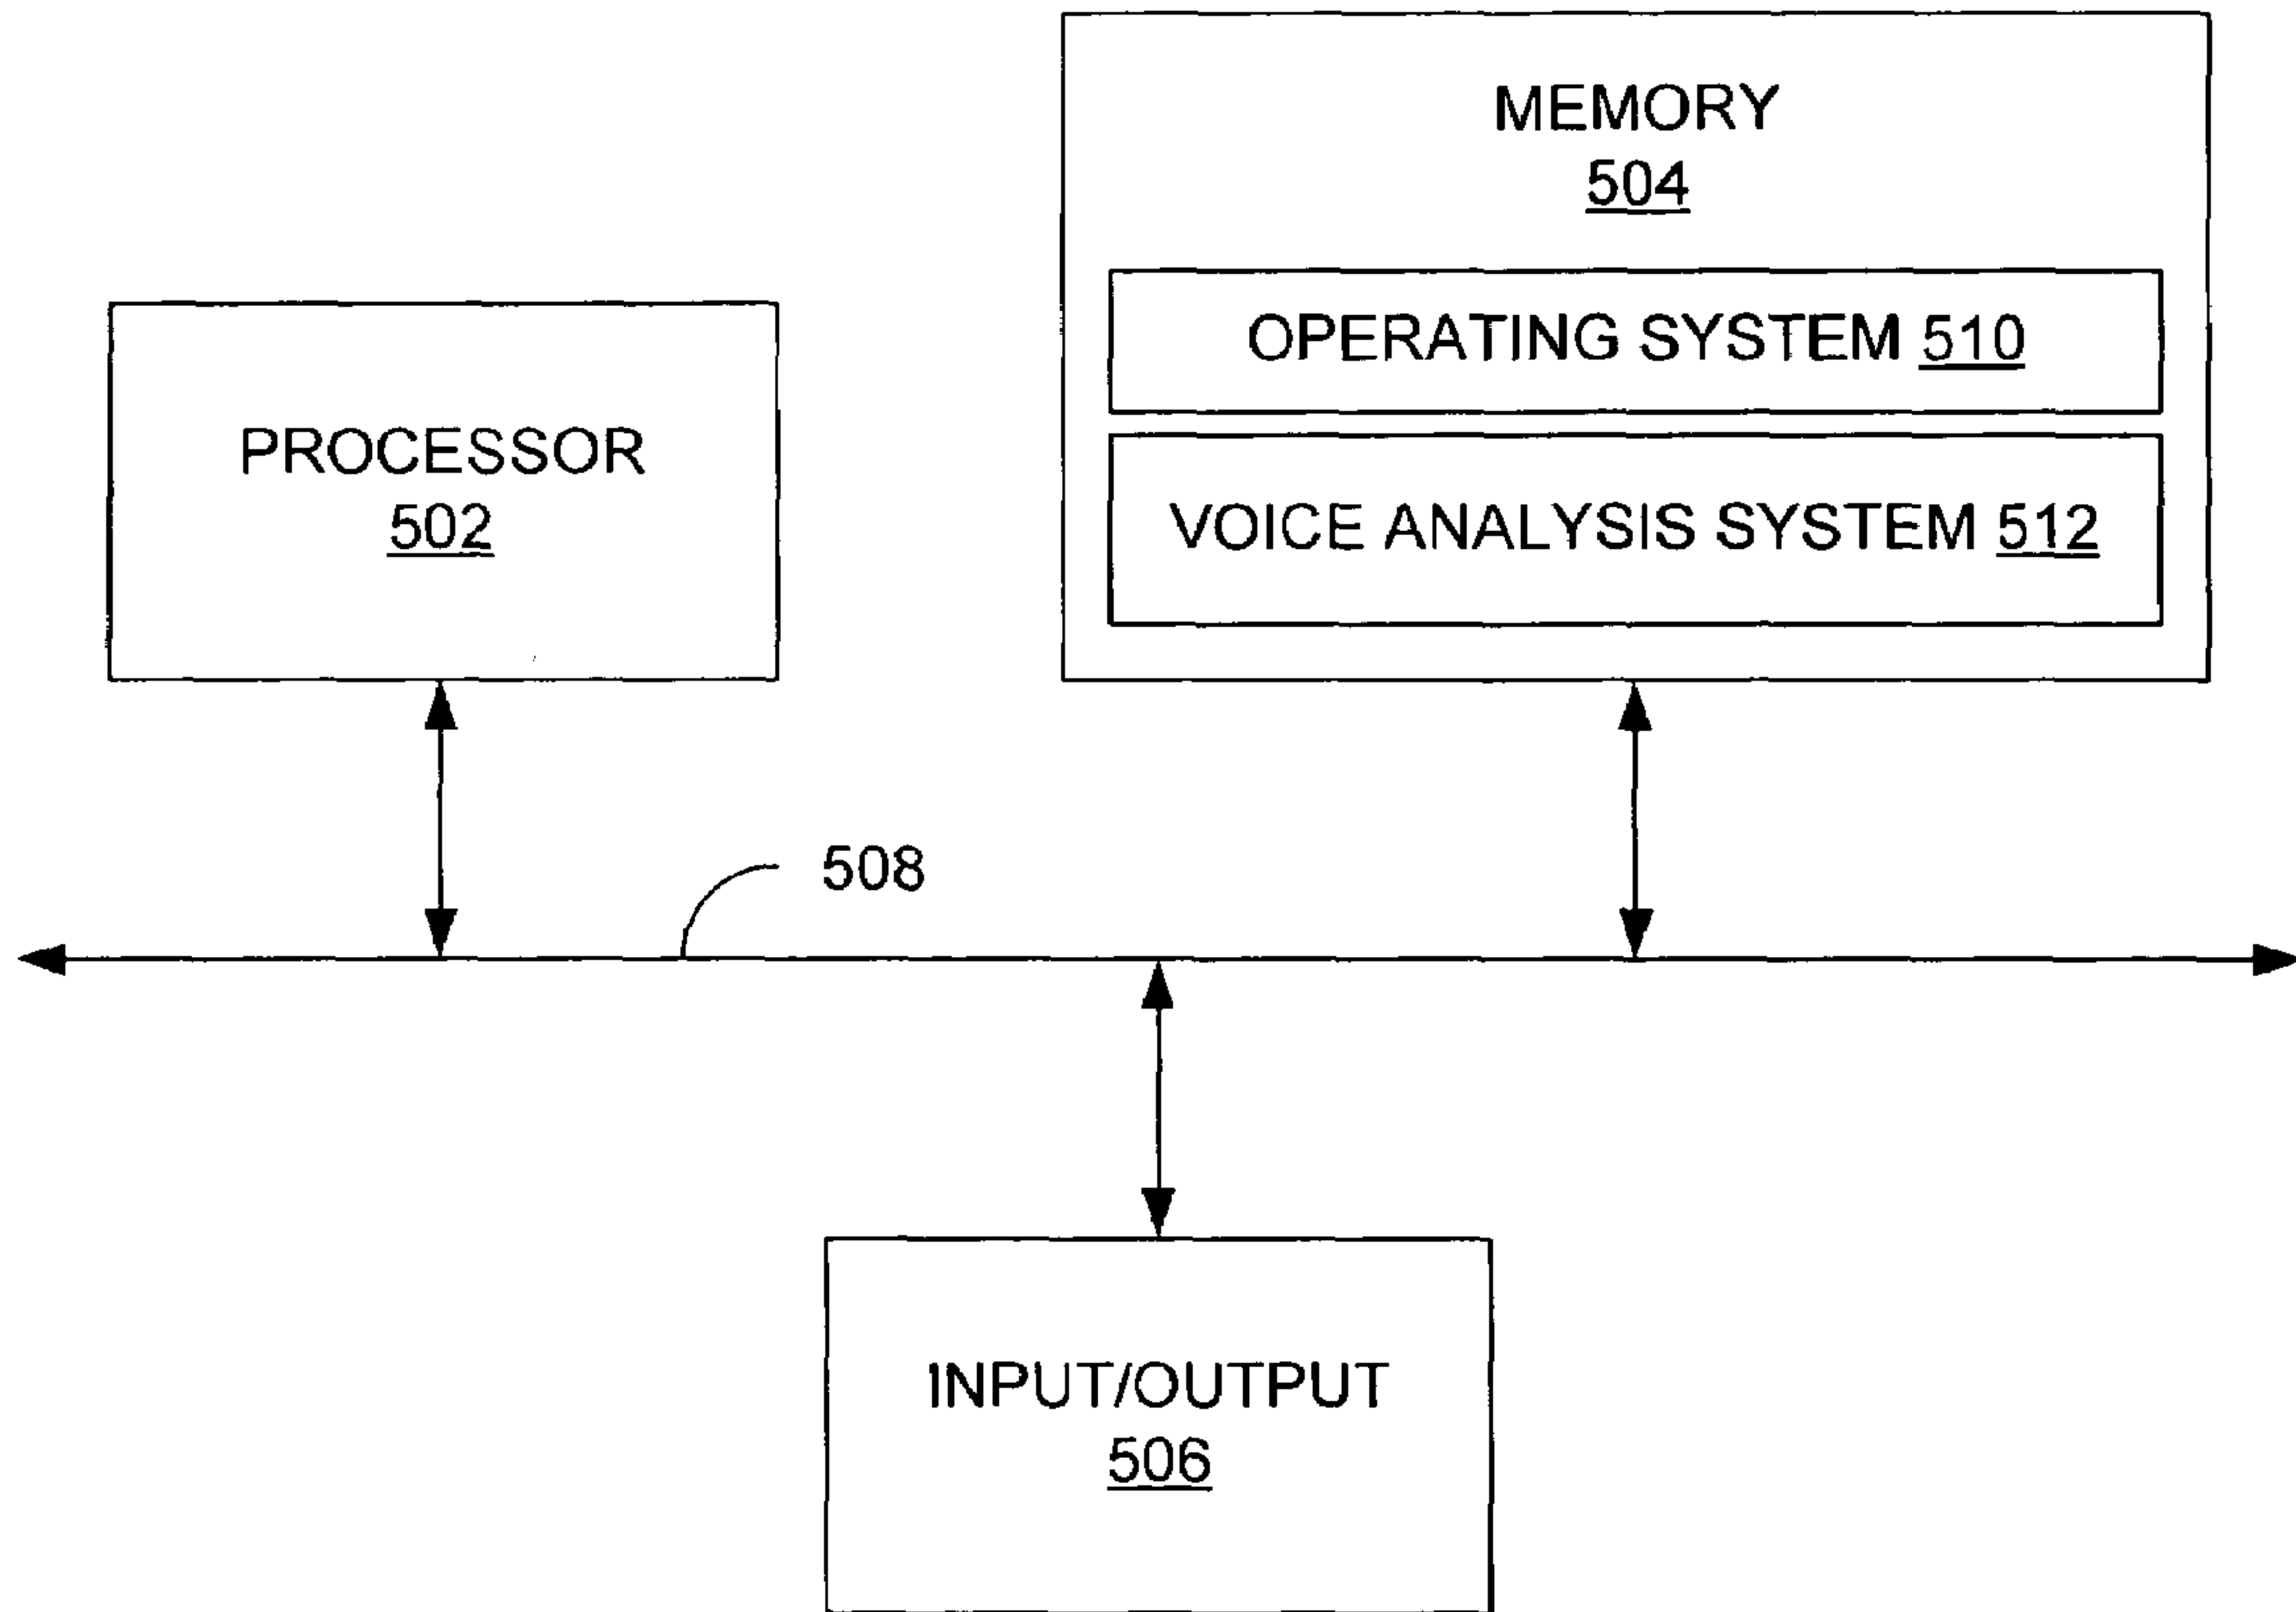 MEMORY
504
OPERATING SYSTEM 510
PROCESSOR
502
VOICE ANALYSIS SYSTEM 512
508
INPUT/OUTPUT
506